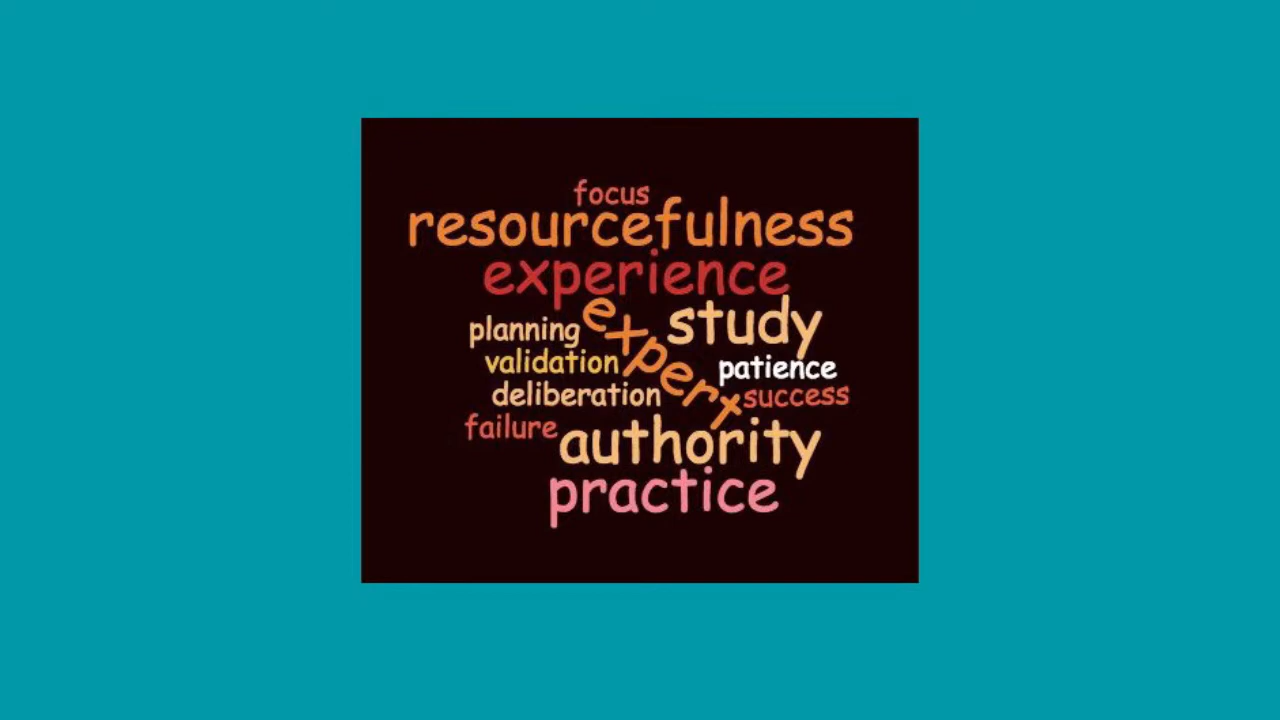 focus
resourcefulness
experience
expert
study
planning
validation
patience
deliberation
success
failure
authority
practice